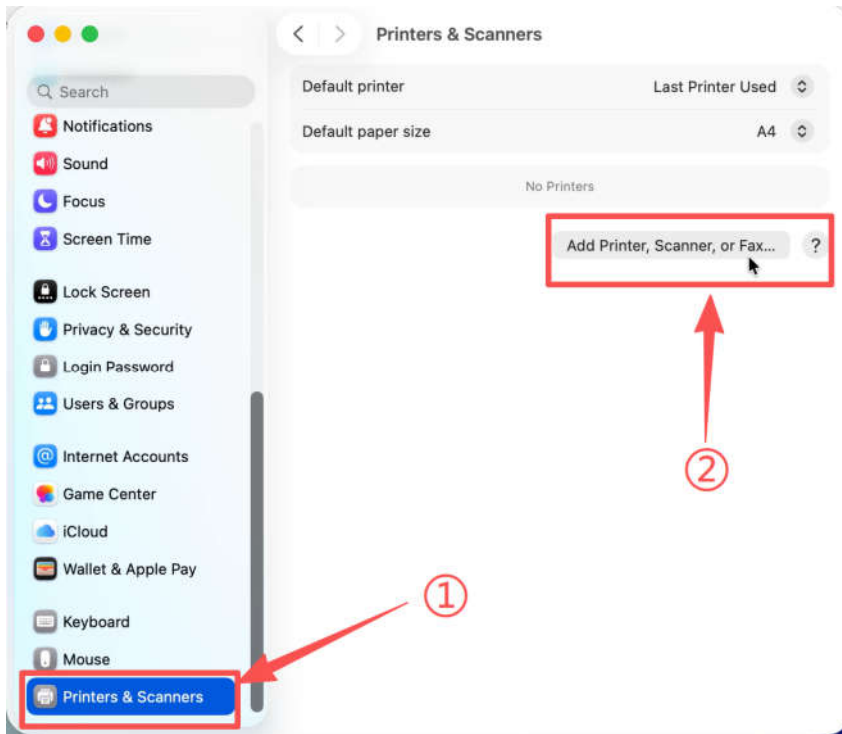 Printers & Scanners
Search
Notifications
Sound
Focus
Screen Time
Lock Screen
Privacy & Security
Login Password
Users & Groups
Internet Accounts
Game Center
iCloud
Wallet & Apple Pay
Keyboard
Mouse
Printers & Scanners
Default printer Last Printer Used
Default paper size A4
No Printers
Add Printer, Scanner, or Fax... ?
②
①